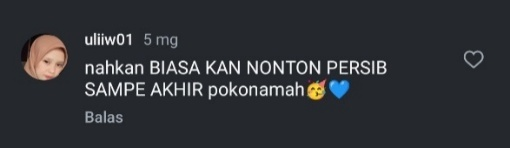 uliiw01 5 mg
nahkan BIASA KAN NONTON PERSIB
SAMPE AKHIR pokonamah🥳💙
Balas